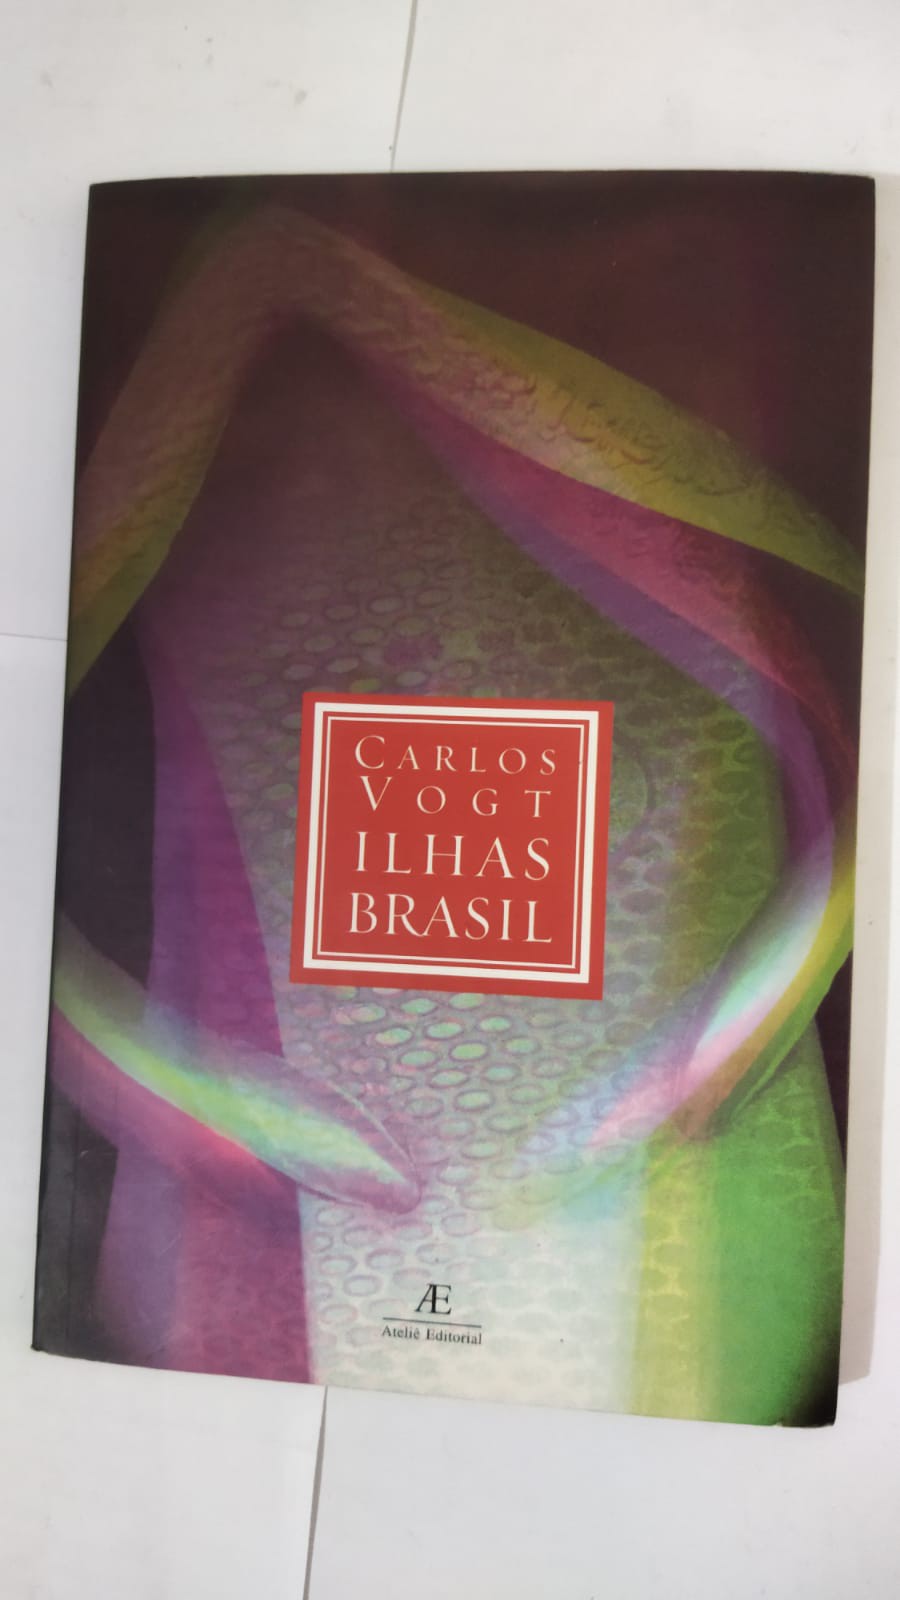 CARLOS
VOGT
ILHAS
BRASIL
Æ
Ateliê Editorial